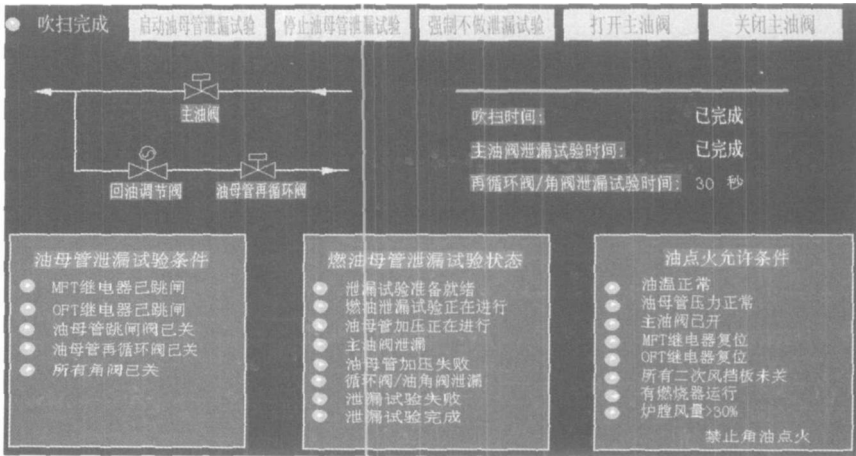 吹扫完成 启动油母管泄漏试验 停止油母管泄漏试验 强制不做泄漏试验 打开主油阀 关闭主油阀
主油阀
回油调节阀 油母管再循环阀
吹扫时间: 已完成
主油阀泄漏试验时间: 已完成
再循环阀/角阀泄漏试验时间: 30 秒
油母管泄漏试验条件
MFT继电器已跳闸
OFT继电器已跳闸
油母管跳闸阀已关
油母管再循环阀已关
所有角阀已关
燃油母管泄漏试验状态
泄漏试验准备就绪
燃油泄漏试验正在进行
油母管加压正在进行
主油阀泄漏
油母管加压失败
循环阀/油角阀泄漏
泄漏试验失败
泄漏试验完成
油点火允许条件
油温正常
油母管压力正常
主油阀已开
MFT继电器复位
OFT继电器复位
所有二次风挡板未关
有燃烧器运行
炉膛风量>30%
禁止角油点火